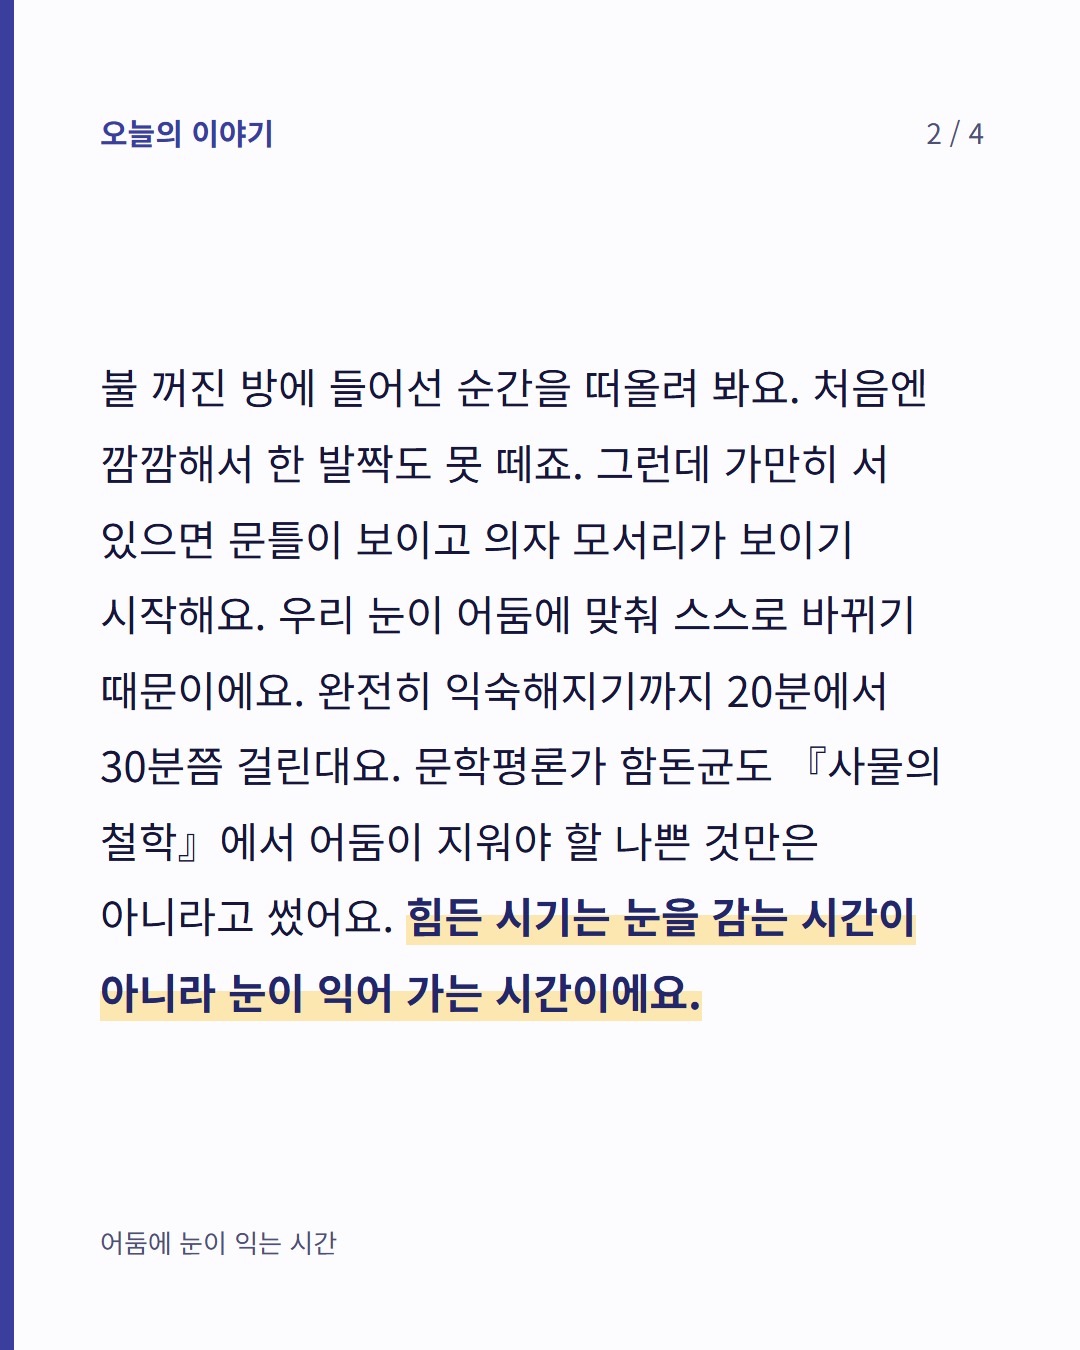 오늘의 이야기
2 / 4
불 꺼진 방에 들어선 순간을 떠올려 봐요. 처음엔
깜깜해서 한 발짝도 못 떼죠. 그런데 가만히 서
있으면 문틀이 보이고 의자 모서리가 보이기
시작해요. 우리 눈이 어둠에 맞춰 스스로 바뀌기
때문이에요. 완전히 익숙해지기까지 20분에서
30분쯤 걸린대요. 문학평론가 함돈균도 『사물의
철학』에서 어둠이 지워야 할 나쁜 것만은
아니라고 썼어요. 힘든 시기는 눈을 감는 시간이
아니라 눈이 익어 가는 시간이에요.
어둠에 눈이 익는 시간